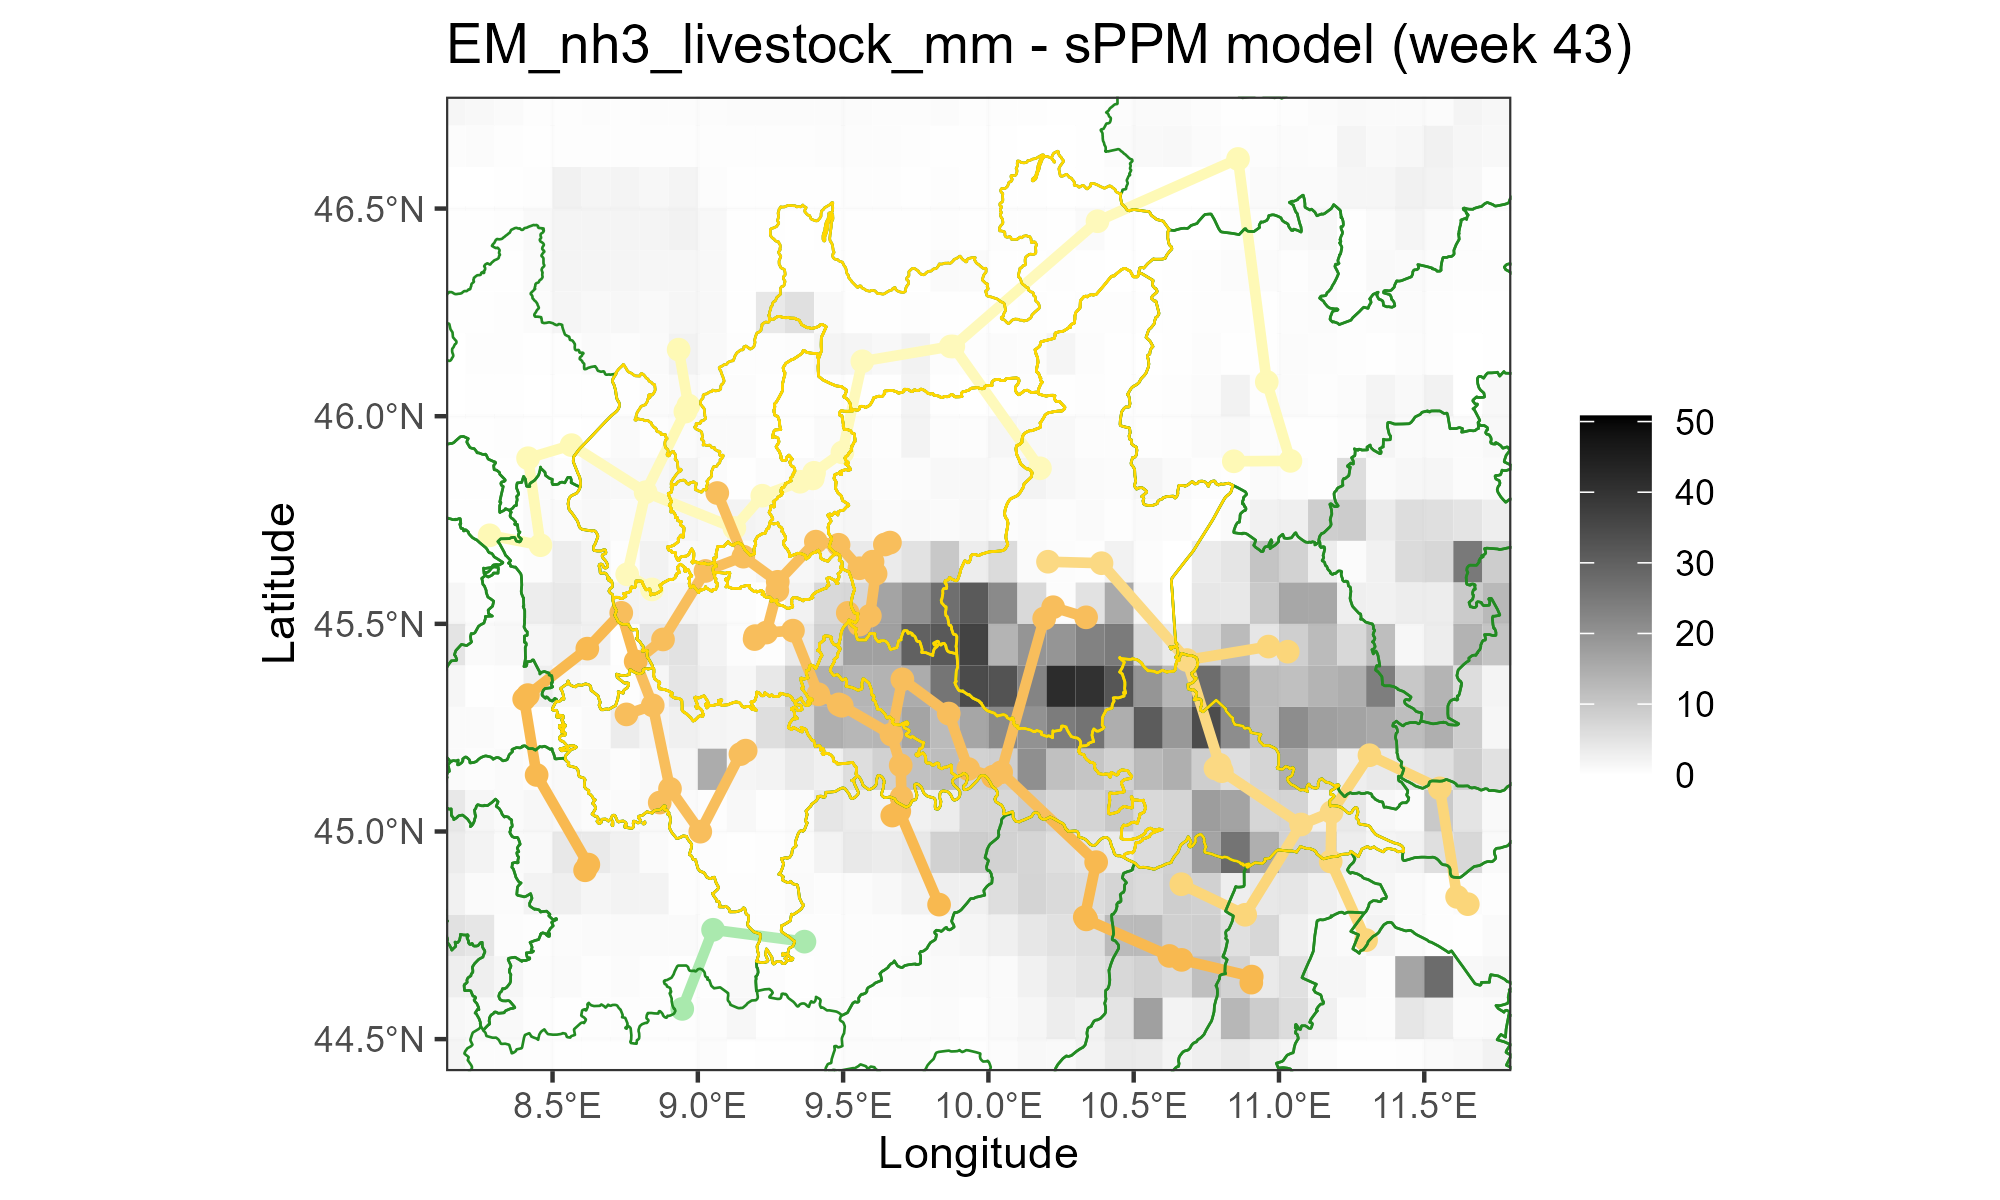 EM_nh3_livestock_mm - sPPM model (week 43)
46.5°N
46.0°N
45.5°N
45.0°N
44.5°N
Latitude
8.5°E
9.0°E
9.5°E
10.0°E
10.5°E
11.0°E
11.5°E
Longitude
50
40
30
20
10
0